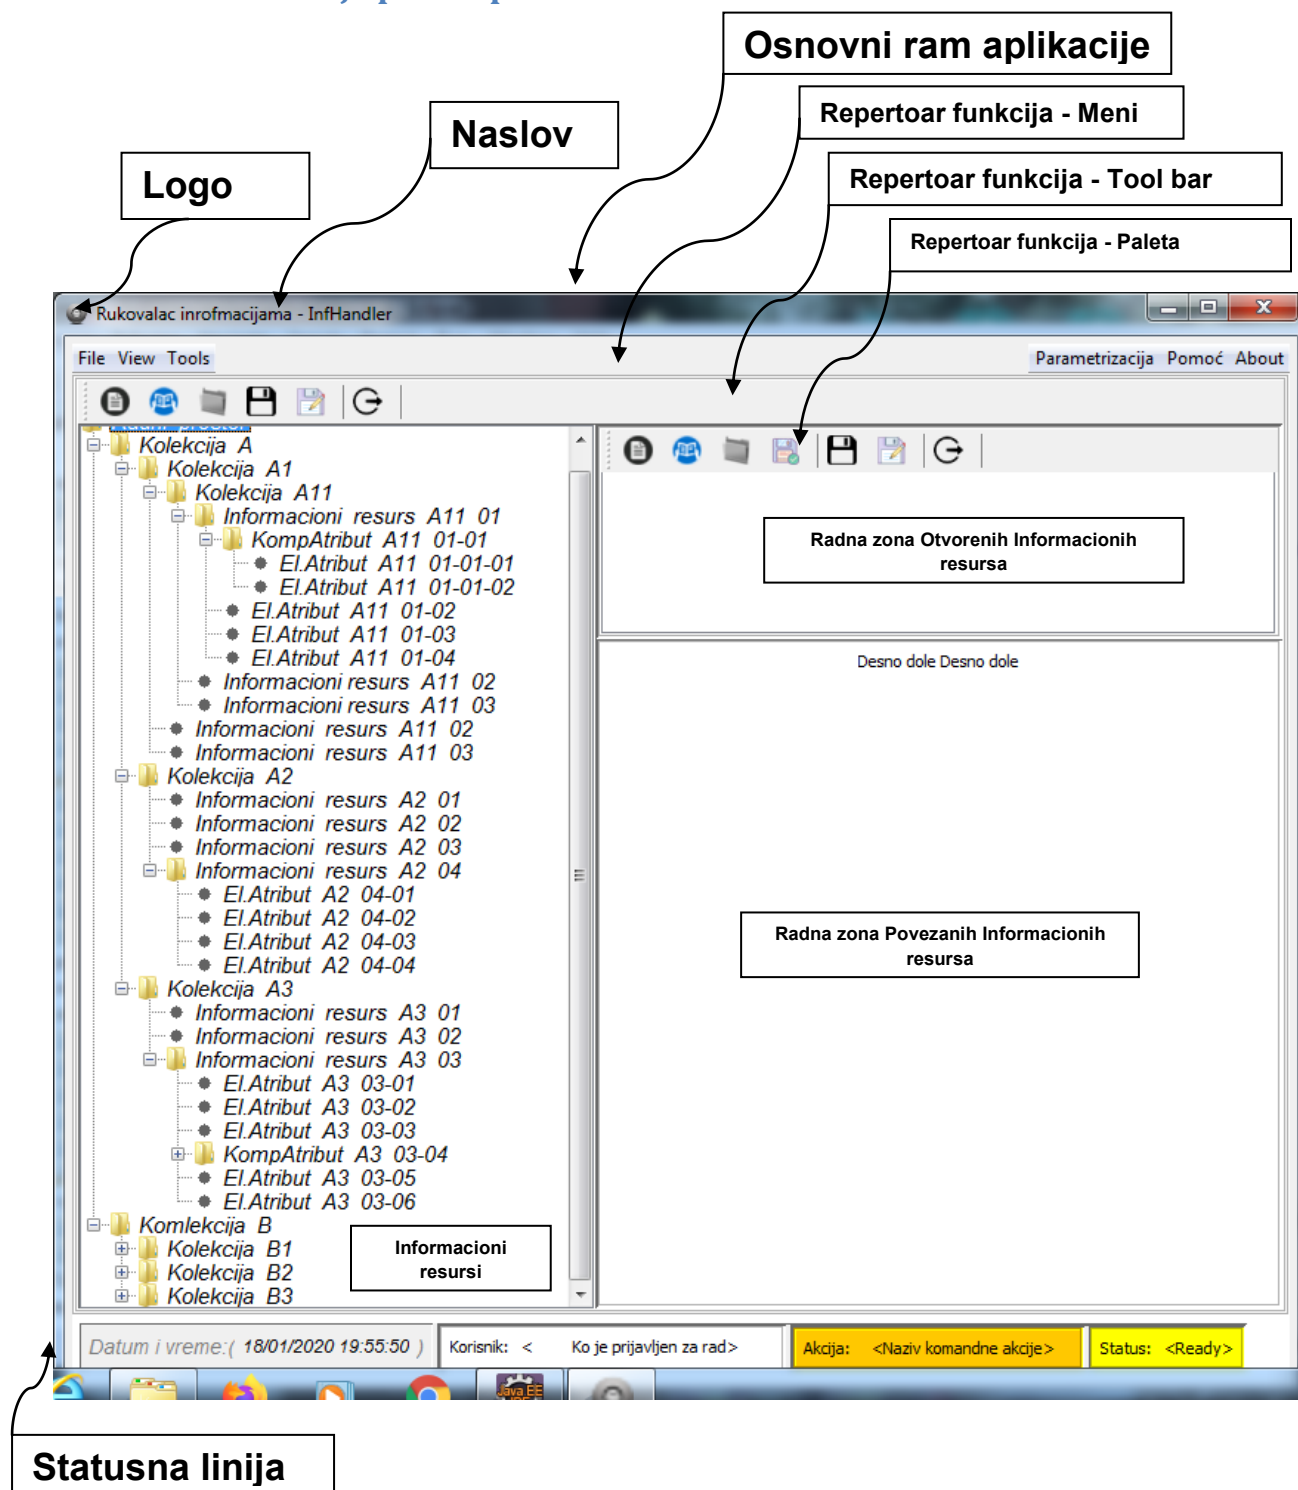 Osnovni ram aplikacije
Repertoar funkcija - Meni
Naslov
Repertoar funkcija - Tool bar
Logo
Repertoar funkcija - Paleta
Rukovalac inrofmacijama - InfHandler
File View Tools
Parametrizacija Pomoć About
Kolekcija A
Kolekcija A1
Kolekcija A11
Informacioni resurs A11 01
KompAtribut A11 01-01
El.Atribut A11 01-01-01
El.Atribut A11 01-01-02
El.Atribut A11 01-02
El.Atribut A11 01-03
El.Atribut A11 01-04
Informacioni resurs A11 02
Informacioni resurs A11 03
Informacioni resurs A11 02
Informacioni resurs A11 03
Kolekcija A2
Informacioni resurs A2 01
Informacioni resurs A2 02
Informacioni resurs A2 03
Informacioni resurs A2 04
El.Atribut A2 04-01
El.Atribut A2 04-02
El.Atribut A2 04-03
El.Atribut A2 04-04
Kolekcija A3
Informacioni resurs A3 01
Informacioni resurs A3 02
Informacioni resurs A3 03
El.Atribut A3 03-01
El.Atribut A3 03-02
El.Atribut A3 03-03
KompAtribut A3 03-04
El.Atribut A3 03-05
El.Atribut A3 03-06
Komlekcija B
Kolekcija B1
Kolekcija B2
Kolekcija B3
Informacioni
resursi
Radna zona Otvorenih Informacionih
resursa
Desno dole Desno dole
Radna zona Povezanih Informacionih
resursa
Datum i vreme:( 18/01/2020 19:55:50 )
Korisnik: < Ko je prijavljen za rad>
Akcija: <Naziv komandne akcije>
Status: <Ready>
Java EE
Statusna linija